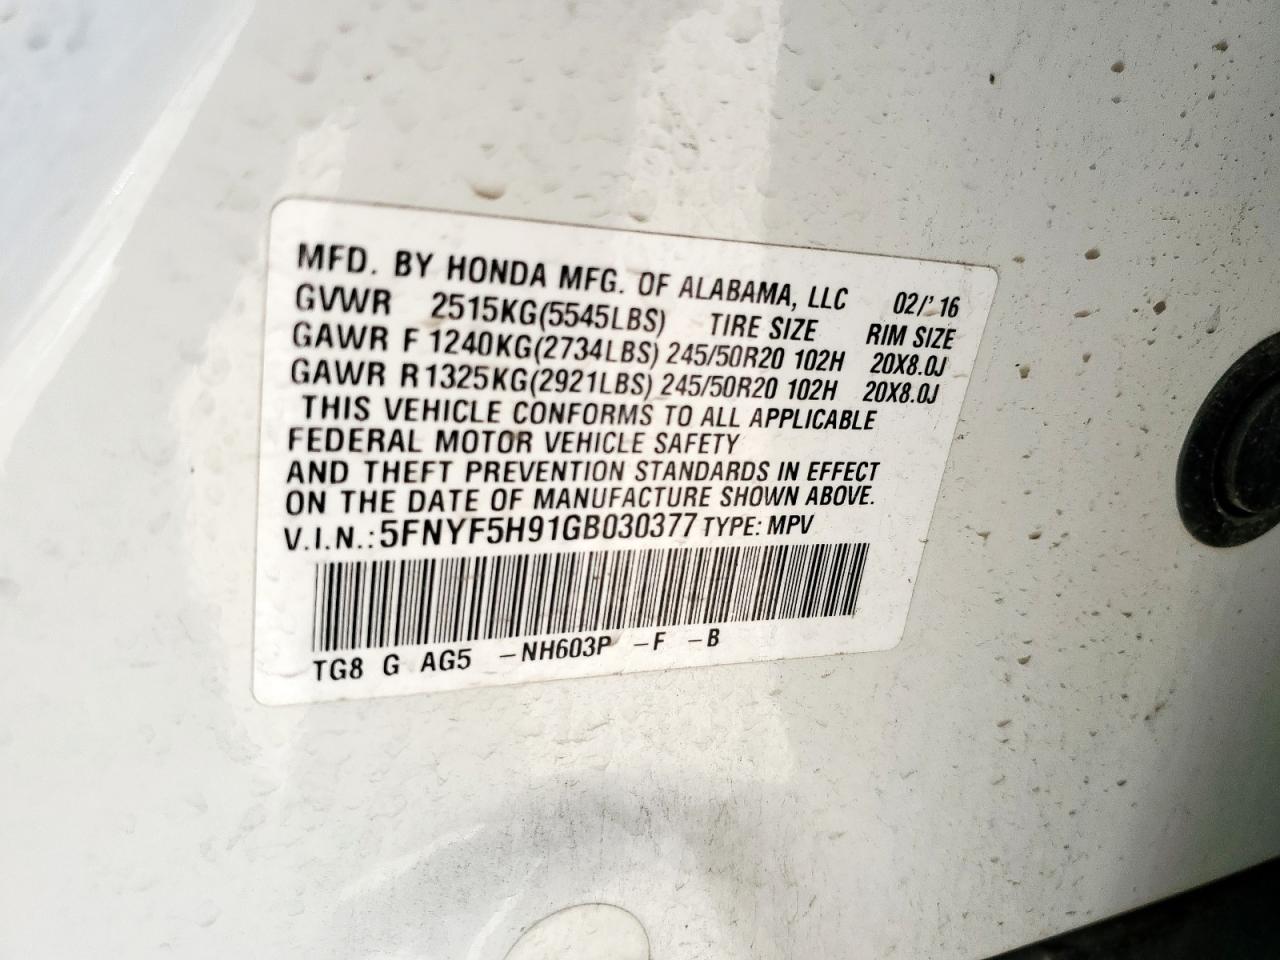 MFD. BY HONDA MFG. OF ALABAMA, LLC 02/'16
GVWR 2515KG(5545LBS) TIRE SIZE RIM SIZE
GAWR F 1240KG(2734LBS) 245/50R20 102H 20X8.0J
GAWR R 1325KG(2921LBS) 245/50R20 102H 20X8.0J
THIS VEHICLE CONFORMS TO ALL APPLICABLE
FEDERAL MOTOR VEHICLE SAFETY
AND THEFT PREVENTION STANDARDS IN EFFECT
ON THE DATE OF MANUFACTURE SHOWN ABOVE.
V.I.N.: 5FNYF5H91GB030377 TYPE: MPV
TG8 G AG5 -NH603P -F -B